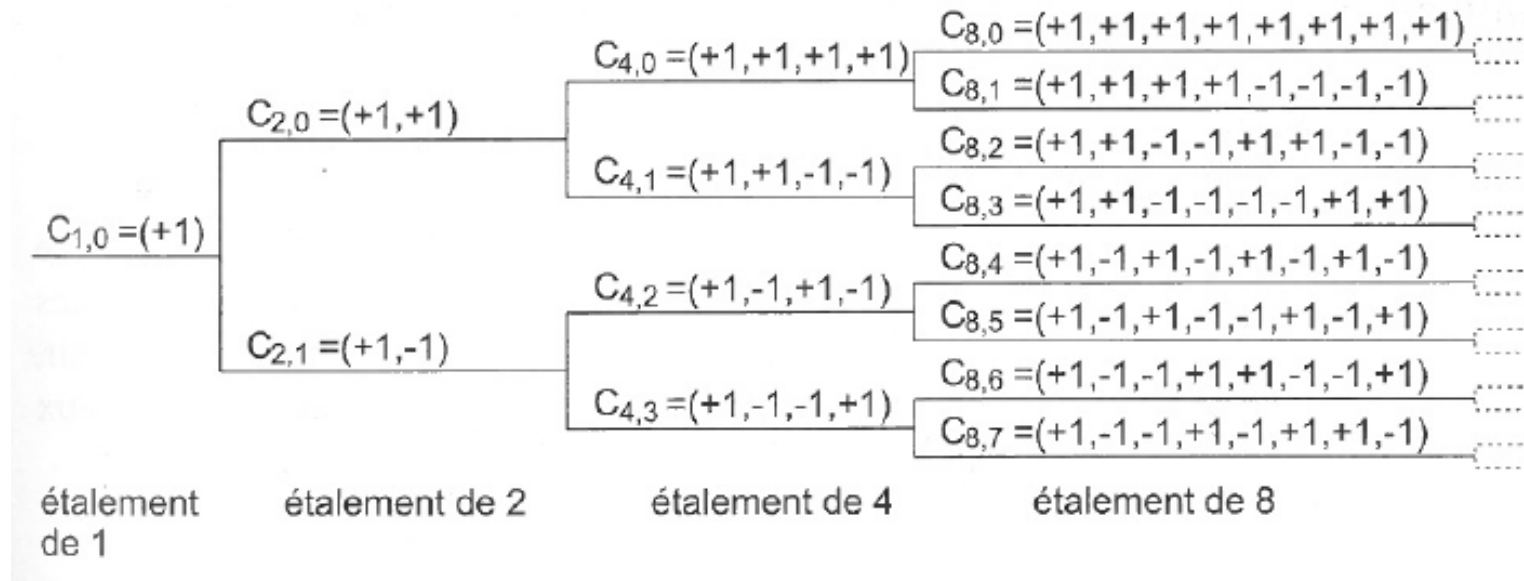 C8,0 =(+1,+1,+1,+1,+1,+1,+1,+1)
C4,0 =(+1,+1,+1,+1)
C8,1 =(+1,+1,+1,+1,-1,-1,-1,-1)
C2,0 =(+1,+1)
C8,2 =(+1,+1,-1,-1,+1,+1,-1,-1)
C4,1 =(+1,+1,-1,-1)
C8,3 =(+1,+1,-1,-1,-1,-1,+1,+1)
C1,0 =(+1)
C8,4 =(+1,-1,+1,-1,+1,-1,+1,-1)
C4,2 =(+1,-1,+1,-1)
C8,5 =(+1,-1,+1,-1,-1,+1,-1,+1)
C2,1 =(+1,-1)
C8,6 =(+1,-1,-1,+1,+1,-1,-1,+1)
C4,3 =(+1,-1,-1,+1)
C8,7 =(+1,-1,-1,+1,-1,+1,+1,-1)
étalement
de 1
étalement de 2
étalement de 4
étalement de 8